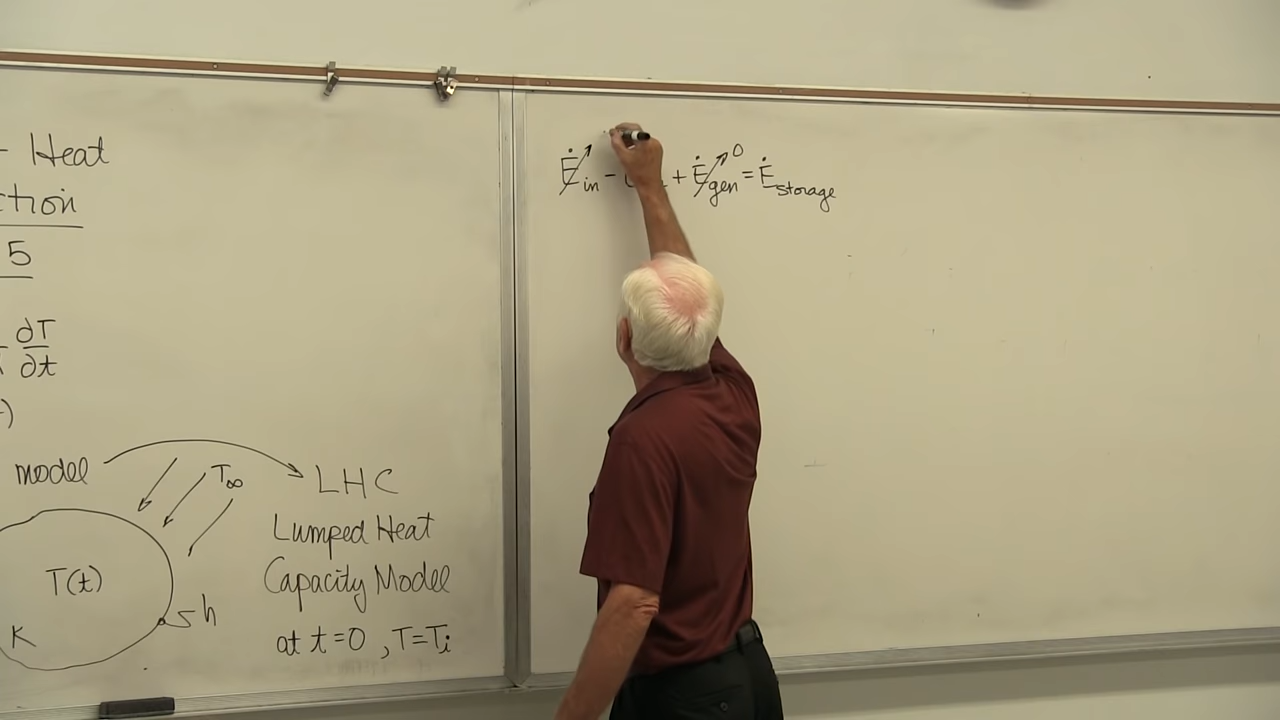 - Heat
ction
5
∂T
∂t
)
model
T∞
LHC
Lumped Heat
Capacity Model
at t=0, T=Ti
T(t)
h
K
Ėin - + Ėgen 0 = Ėstorage